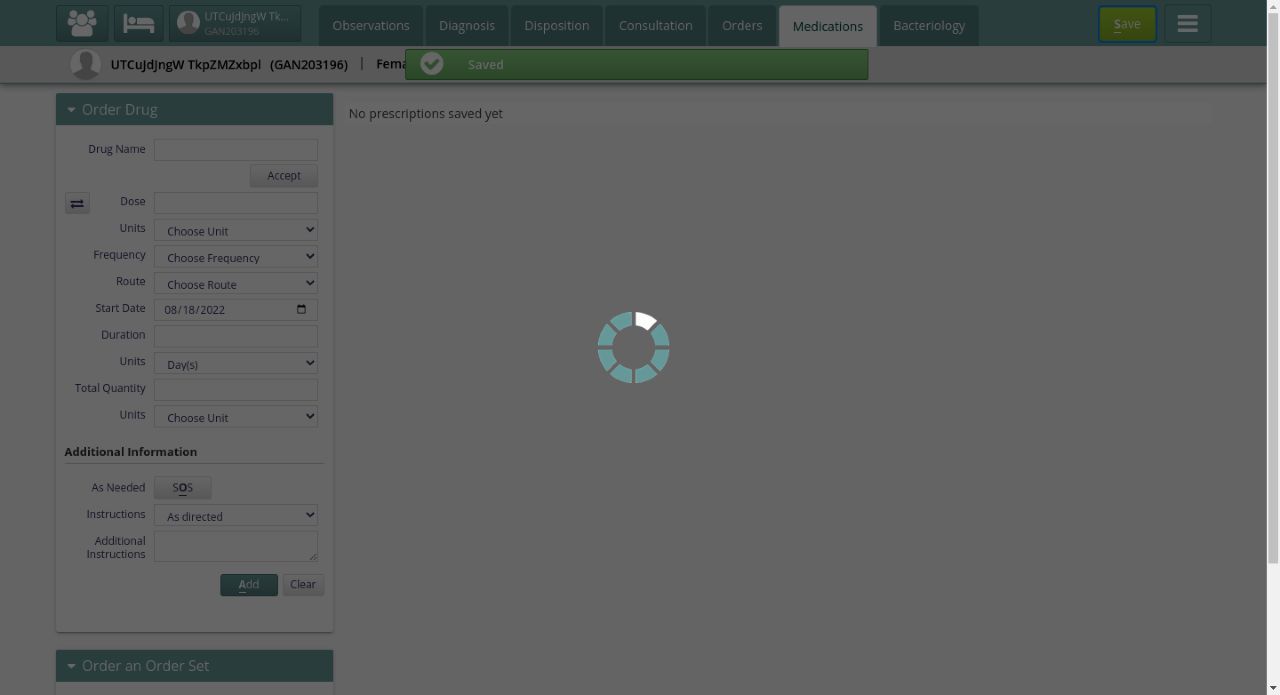 UTCuJdJngW Tk...
GAN203196
Observations
Diagnosis
Disposition
Consultation
Orders
Medications
Bacteriology
Save
UTCuJdJngW TkpZMZxbpl (GAN203196) | Fema
Saved
Order Drug
No prescriptions saved yet
Drug Name
Accept
Dose
Units Choose Unit
Frequency Choose Frequency
Route Choose Route
Start Date 08/18/2022
Duration
Units Day(s)
Total Quantity
Units Choose Unit
Additional Information
As Needed SOS
Instructions As directed
Additional
Instructions
Add Clear
Order an Order Set